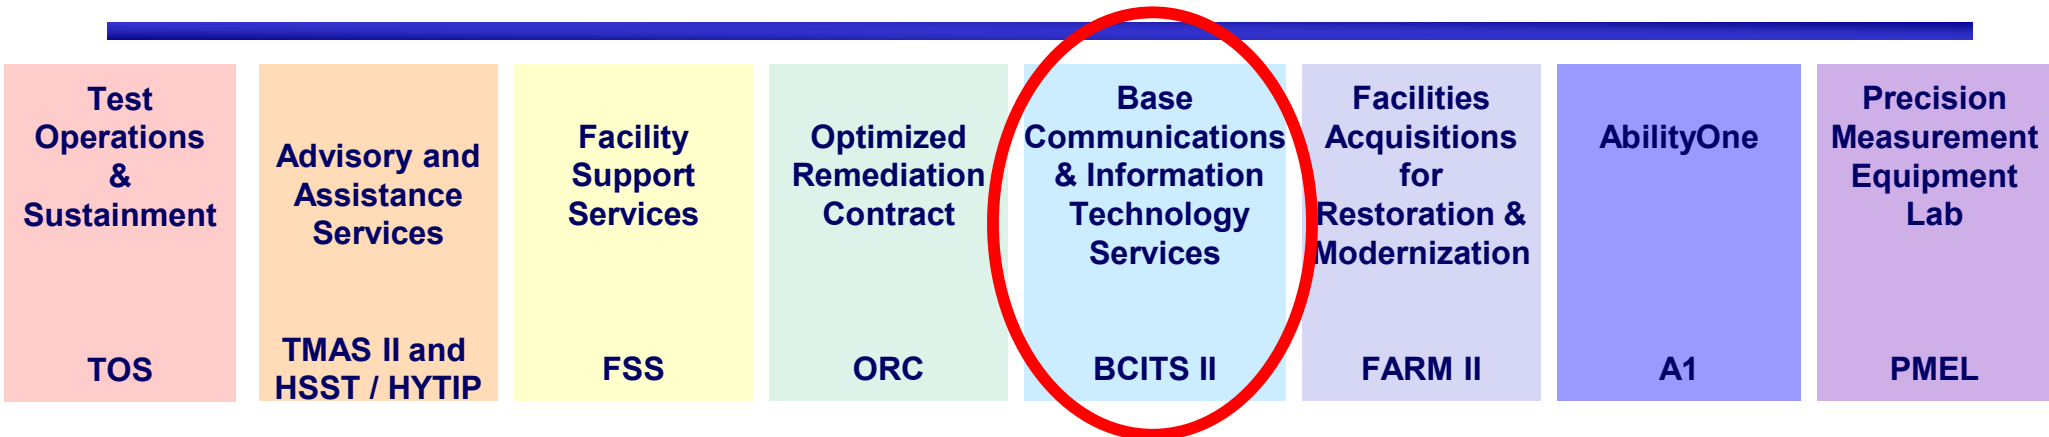 Test
Operations
&
Sustainment
TOS
Advisory and
Assistance
Services
TMAS II and
HSST / HYTIP
Facility
Support
Services
FSS
Optimized
Remediation
Contract
ORC
Base
Communications
& Information
Technology
Services
BCITS II
Facilities
Acquisitions
for
Restoration &
Modernization
FARM II
AbilityOne
A1
Precision
Measurement
Equipment
Lab
PMEL